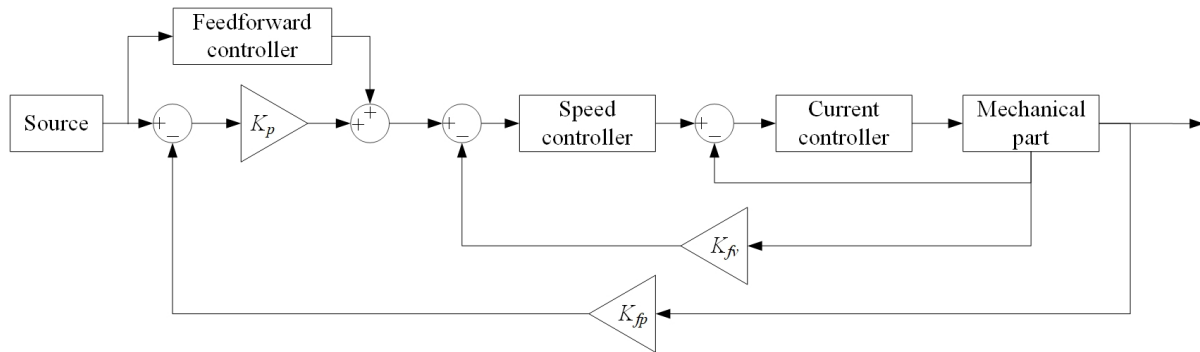 Feedforward
controller
Source
+
−
K_p
+
+
+
−
Speed
controller
+
−
Current
controller
Mechanical
part
K_fv
K_fp